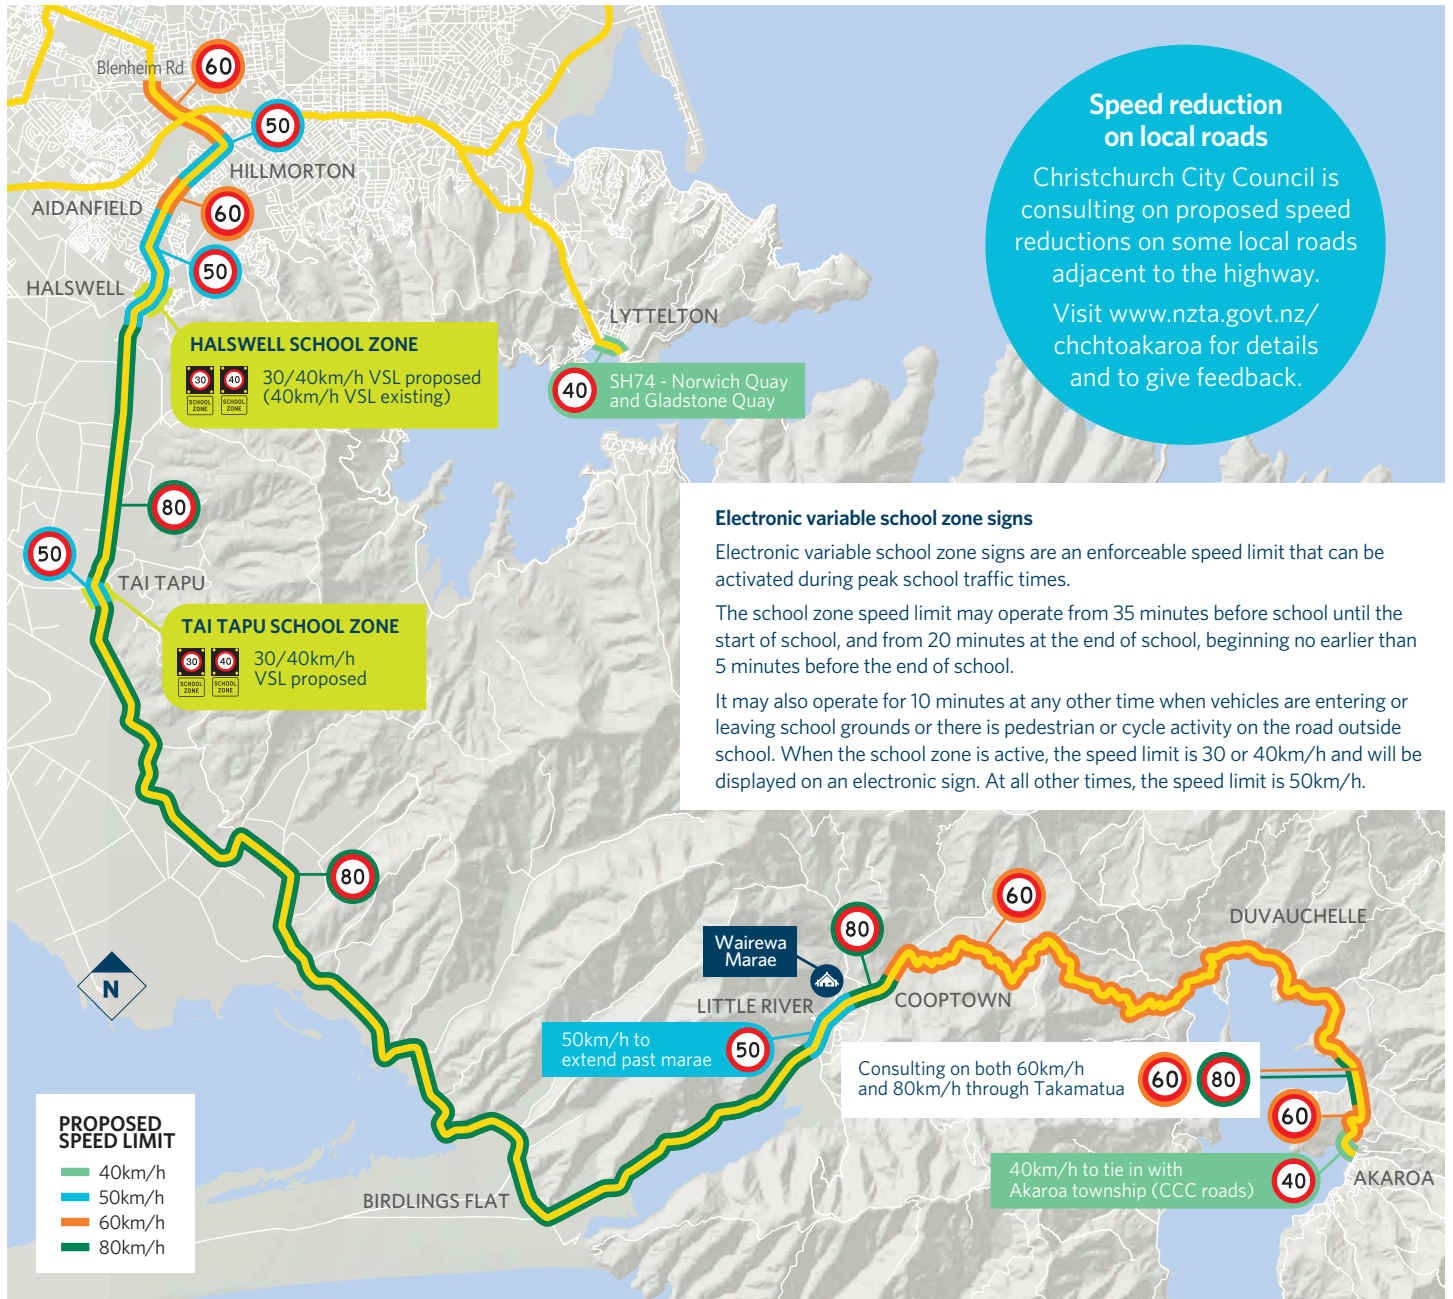 Blenheim Rd
60
50
HILLMORTON
AIDANFIELD
60
50
HALSWELL
HALSWELL SCHOOL ZONE
30
40
SCHOOL
ZONE
SCHOOL
ZONE
30/40km/h VSL proposed
(40km/h VSL existing)
LYTTELTON
40
SH74 - Norwich Quay
and Gladstone Quay
Speed reduction
on local roads
Christchurch City Council is
consulting on proposed speed
reductions on some local roads
adjacent to the highway.
Visit www.nzta.govt.nz/
chchtoakaroa for details
and to give feedback.
80
50
TAI TAPU
TAI TAPU SCHOOL ZONE
30
40
SCHOOL
ZONE
SCHOOL
ZONE
30/40km/h
VSL proposed
Electronic variable school zone signs
Electronic variable school zone signs are an enforceable speed limit that can be
activated during peak school traffic times.
The school zone speed limit may operate from 35 minutes before school until the
start of school, and from 20 minutes at the end of school, beginning no earlier than
5 minutes before the end of school.
It may also operate for 10 minutes at any other time when vehicles are entering or
leaving school grounds or there is pedestrian or cycle activity on the road outside
school. When the school zone is active, the speed limit is 30 or 40km/h and will be
displayed on an electronic sign. At all other times, the speed limit is 50km/h.
80
N
Wairewa
Marae
80
60
DUVAUCHELLE
LITTLE RIVER
COOPTOWN
50km/h to
extend past marae
50
Consulting on both 60km/h
and 80km/h through Takamatua
60
80
60
40km/h to tie in with
Akaroa township (CCC roads)
40
AKAROA
BIRDLINGS FLAT
PROPOSED
SPEED LIMIT
40km/h
50km/h
60km/h
80km/h